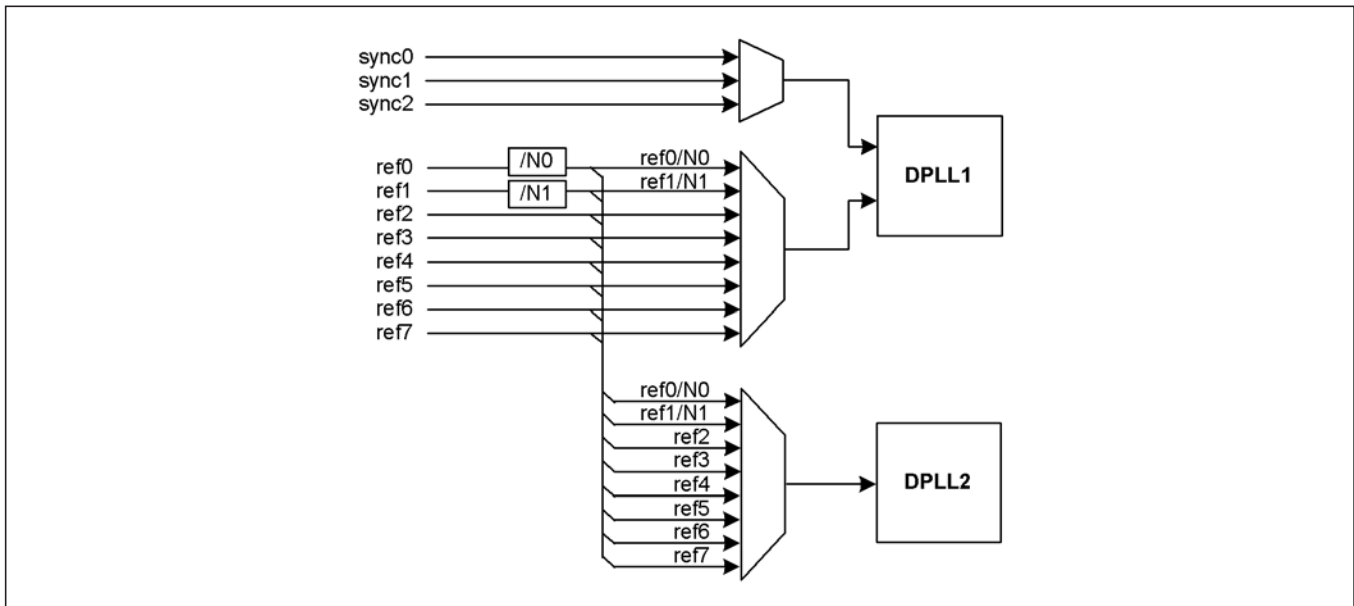 sync0
sync1
sync2
ref0
/N0
ref0/N0
ref1
/N1
ref1/N1
ref2
ref3
ref4
ref5
ref6
ref7
DPLL1
ref0/N0
ref1/N1
ref2
ref3
ref4
ref5
ref6
ref7
DPLL2